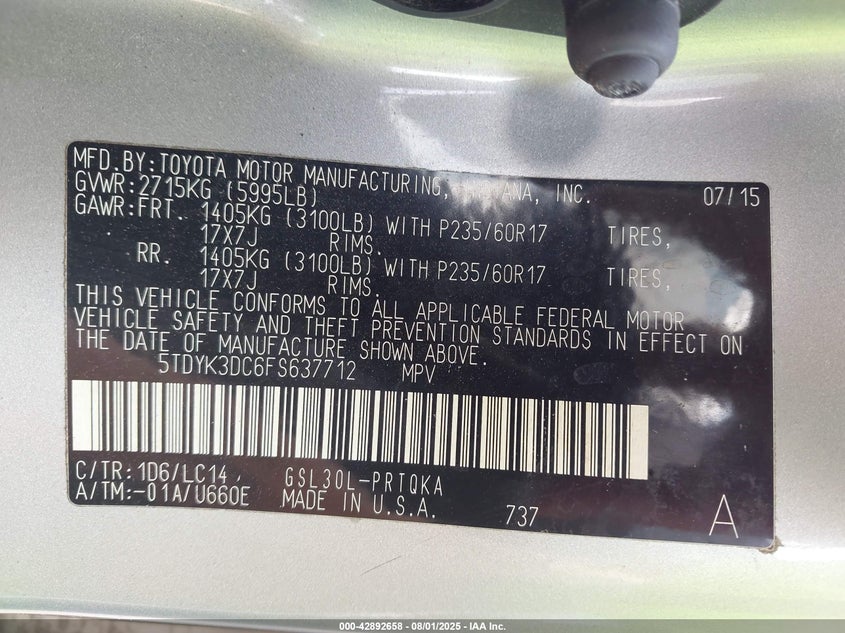 MFD.BY:TOYOTA MOTOR MANUFACTURING, INC. 07/15
GVWR:2715KG (5995LB)
GAWR:FRT. 1405KG (3100LB) WITH P235/60R17 TIRES,
17X7J RIMS.
RR. 1405KG (3100LB) WITH P235/60R17 TIRES,
17X7J RIMS.
THIS VEHICLE CONFORMS TO ALL APPLICABLE FEDERAL MOTOR
VEHICLE SAFETY AND THEFT PREVENTION STANDARDS IN EFFECT ON
THE DATE OF MANUFACTURE SHOWN ABOVE.
5TDYK3DC6FS637712 MPV
C/TR:1D6/LC14 GSL30L-PRTQKA
A/TM:-01A/U660E MADE IN U.S.A. 737 A
000-42892658 - 08/01/2025 - IAA Inc.